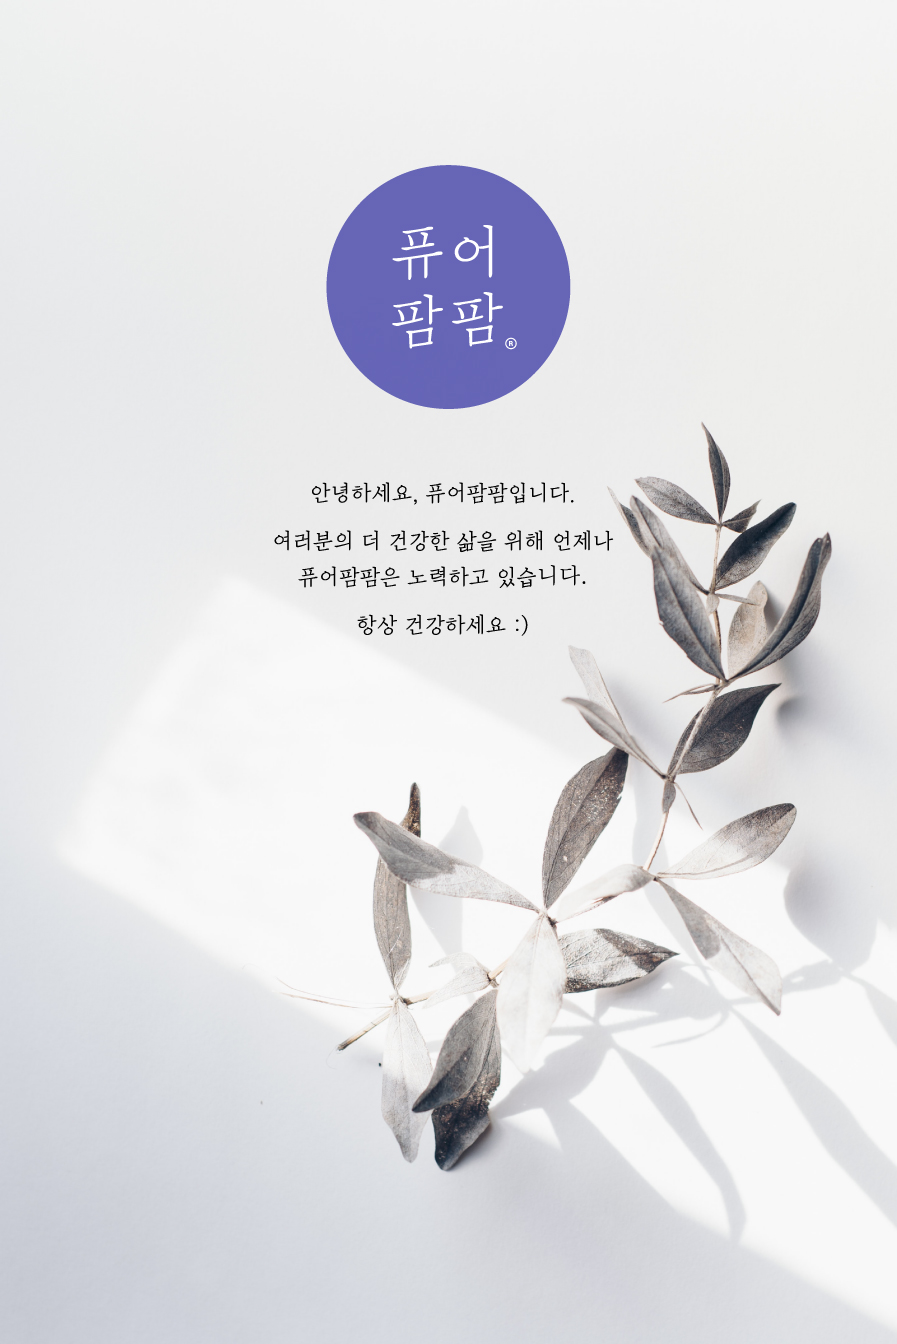 퓨어
팜팜®
안녕하세요, 퓨어팜팜입니다.
여러분의 더 건강한 삶을 위해 언제나
퓨어팜팜은 노력하고 있습니다.
항상 건강하세요 :)